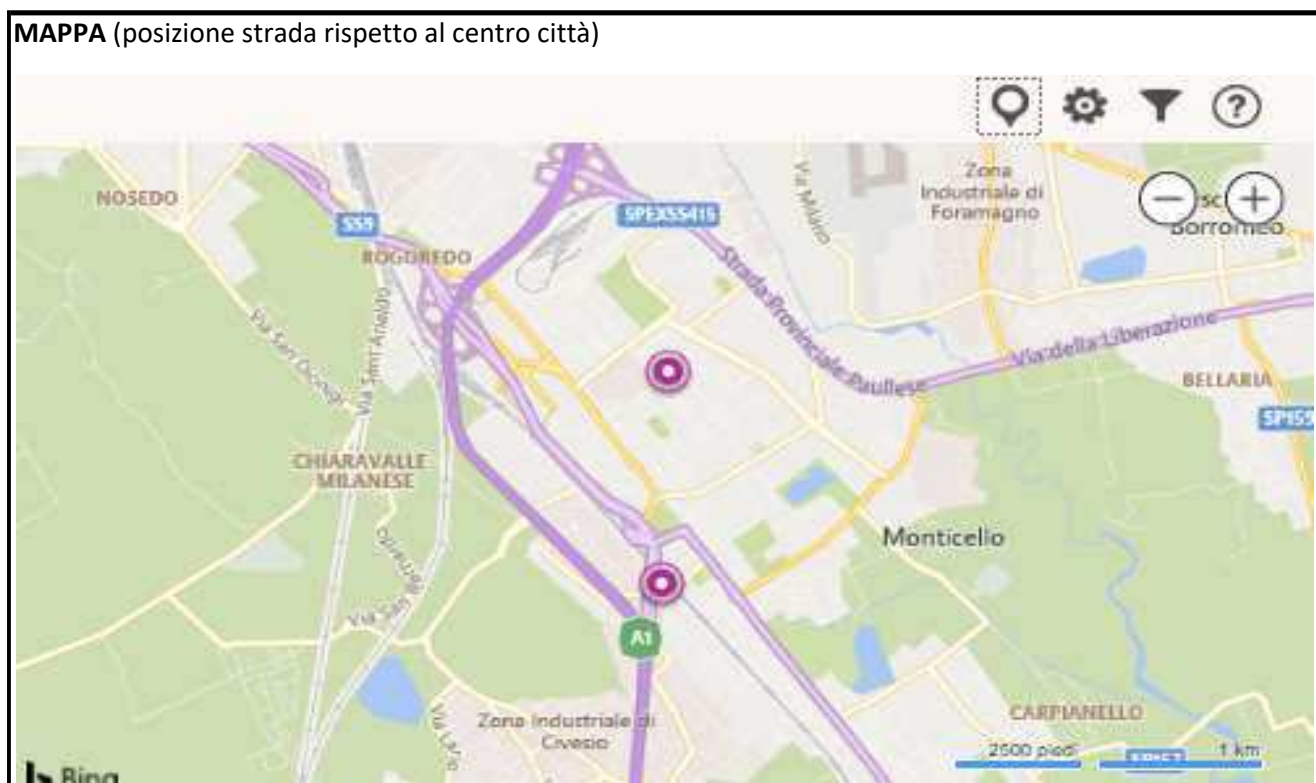 MAPPA (posizione strada rispetto al centro città)
?
Zona
Industriale di
Foramagno
Via Milano
NOSEDO
SS9
SPEXSS415
Borromeo
ROGOREDO
Strada Provinciale Paullese
Via della Liberazione
Via Sant'Arialdo
BELLARIA
SP159
CHIARAVALLE
MILANESE
Monticello
Via San Bernardo
A1
Zona Industriale di
Civesio
CARPIANELLO
2500 piedi
1 km
Bing